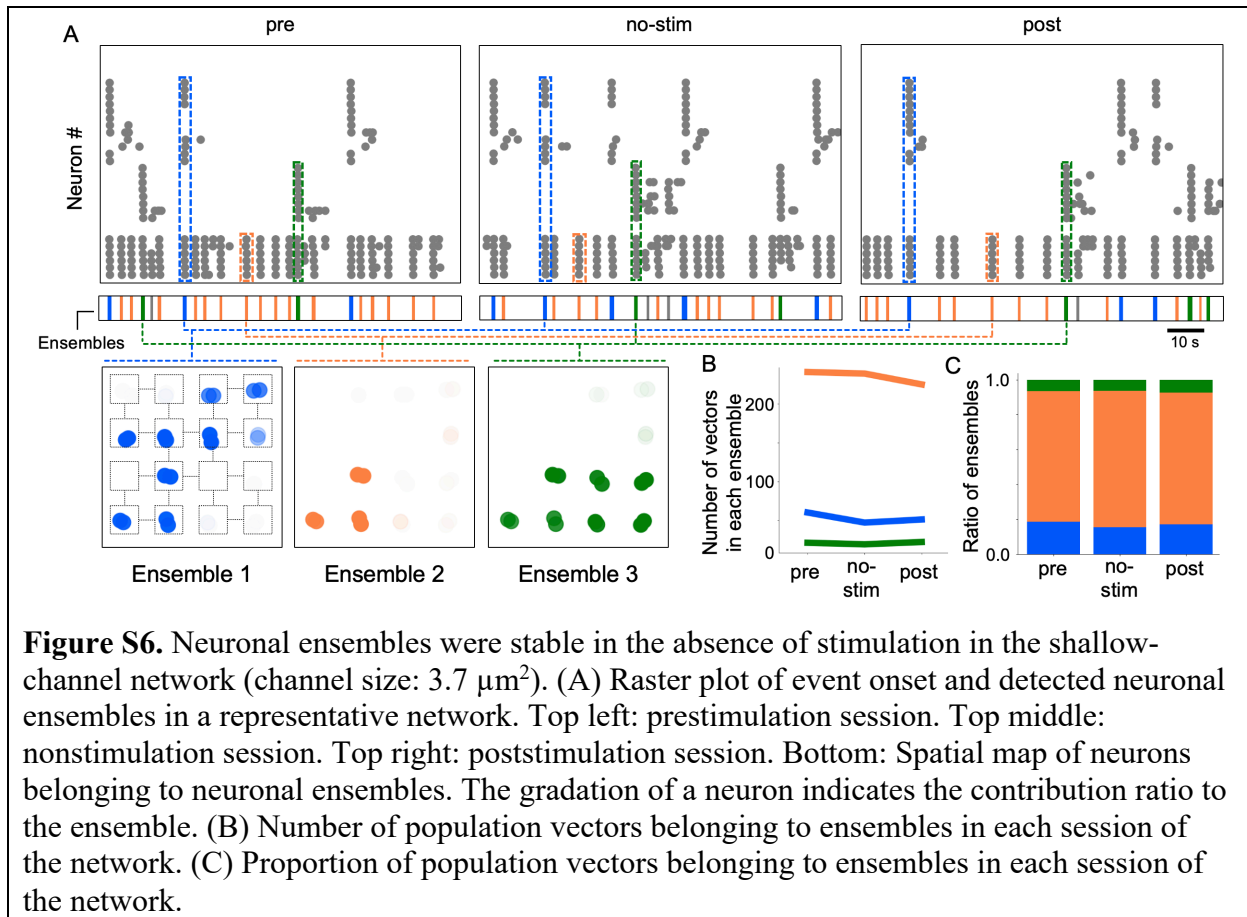 A
pre
no-stim
post
Neuron #
Ensembles
10 s
Ensemble 1
Ensemble 2
Ensemble 3
B
Number of vectors
in each ensemble
200
100
0
pre
no-
stim
post
C
Ratio of ensembles
1.0
0.0
pre
no-
stim
post
Figure S6. Neuronal ensembles were stable in the absence of stimulation in the shallow-
channel network (channel size: 3.7 µm²). (A) Raster plot of event onset and detected neuronal
ensembles in a representative network. Top left: prestimulation session. Top middle:
nonstimulation session. Top right: poststimulation session. Bottom: Spatial map of neurons
belonging to neuronal ensembles. The gradation of a neuron indicates the contribution ratio to
the ensemble. (B) Number of population vectors belonging to ensembles in each session of
the network. (C) Proportion of population vectors belonging to ensembles in each session of
the network.